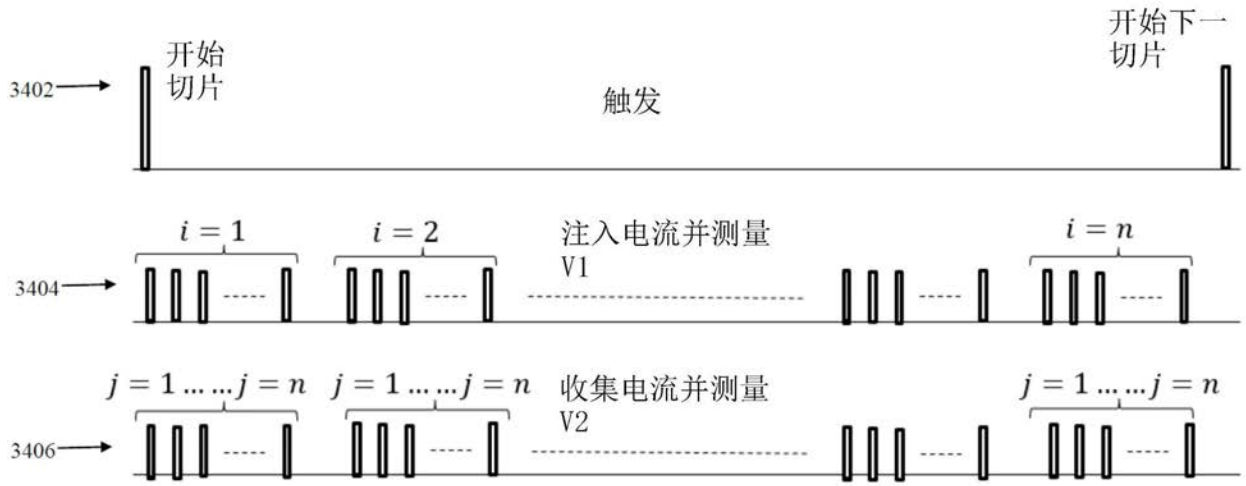 开始
切片
开始下一
切片
3402
触发
i = 1
i = 2
注入电流并测量
V1
i = n
3404
j = 1 ... ... j = n
j = 1 ... ... j = n
收集电流并测量
V2
j = 1 ... ... j = n
3406